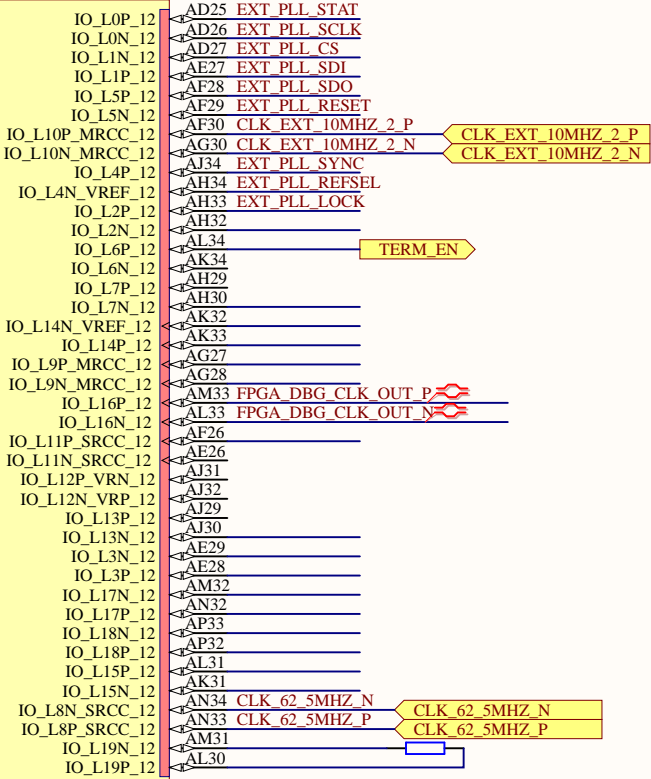 IO_L0P_12 AD25 EXT_PLL_STAT
IO_L0N_12 AD26 EXT_PLL_SCLK
IO_L1N_12 AD27 EXT_PLL_CS
IO_L1P_12 AE27 EXT_PLL_SDI
IO_L5P_12 AF28 EXT_PLL_SDO
IO_L5N_12 AF29 EXT_PLL_RESET
IO_L10P_MRCC_12 AF30 CLK_EXT_10MHZ_2_P CLK_EXT_10MHZ_2_P
IO_L10N_MRCC_12 AG30 CLK_EXT_10MHZ_2_N CLK_EXT_10MHZ_2_N
IO_L4P_12 AJ34 EXT_PLL_SYNC
IO_L4N_VREF_12 AH34 EXT_PLL_REFSEL
IO_L2P_12 AH33 EXT_PLL_LOCK
IO_L2N_12 AH32
IO_L6P_12 AL34 TERM_EN
IO_L6N_12 AK34
IO_L7P_12 AH29
IO_L7N_12 AH30
IO_L14N_VREF_12 AK32
IO_L14P_12 AK33
IO_L9P_MRCC_12 AG27
IO_L9N_MRCC_12 AG28
IO_L16P_12 AM33 FPGA_DBG_CLK_OUT_P
IO_L16N_12 AL33 FPGA_DBG_CLK_OUT_N
IO_L11P_SRCC_12 AF26
IO_L11N_SRCC_12 AE26
IO_L12P_VRN_12 AJ31
IO_L12N_VRP_12 AJ32
IO_L13P_12 AJ29
IO_L13N_12 AJ30
IO_L3N_12 AE29
IO_L3P_12 AE28
IO_L17N_12 AM32
IO_L17P_12 AN32
IO_L18N_12 AP33
IO_L18P_12 AP32
IO_L15P_12 AL31
IO_L15N_12 AK31
IO_L8N_SRCC_12 AN34 CLK_62_5MHZ_N CLK_62_5MHZ_N
IO_L8P_SRCC_12 AN33 CLK_62_5MHZ_P CLK_62_5MHZ_P
IO_L19N_12 AM31
IO_L19P_12 AL30